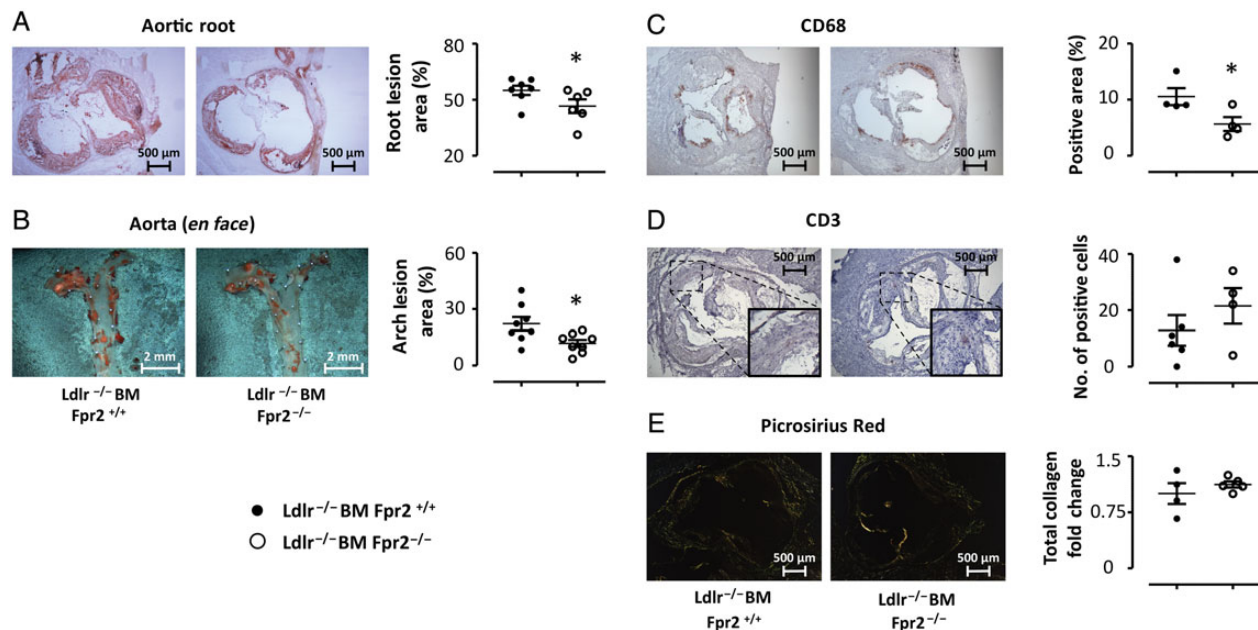 A
Aortic root
500 µm
500 µm
Root lesion
area (%)
80
50
20
*
B
Aorta (en face)
2 mm
2 mm
Ldlr −/− BM
Fpr2 +/+
Ldlr −/− BM
Fpr2 −/−
Arch lesion
area (%)
60
30
0
*
● Ldlr−/− BM Fpr2 +/+
○ Ldlr−/− BM Fpr2−/−
C
CD68
500 µm
500 µm
Positive area (%)
20
10
0
*
D
CD3
500 µm
500 µm
No. of positive cells
40
20
0
E
Picrosirius Red
500 µm
500 µm
Ldlr−/− BM
Fpr2 +/+
Ldlr−/− BM
Fpr2 −/−
Total collagen
fold change
1.5
0.75
0